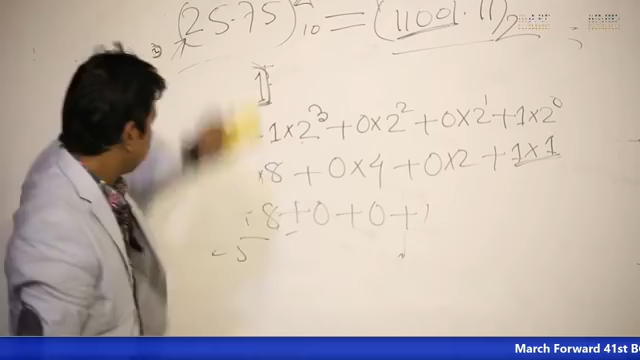 (25.75)₁₀ = (11001.11)₂
1
1×2³ + 0×2² + 0×2¹ + 1×2⁰
×8 + 0×4 + 0×2 + 1×1
8 + 0 + 0 + 1
March Forward 41st B